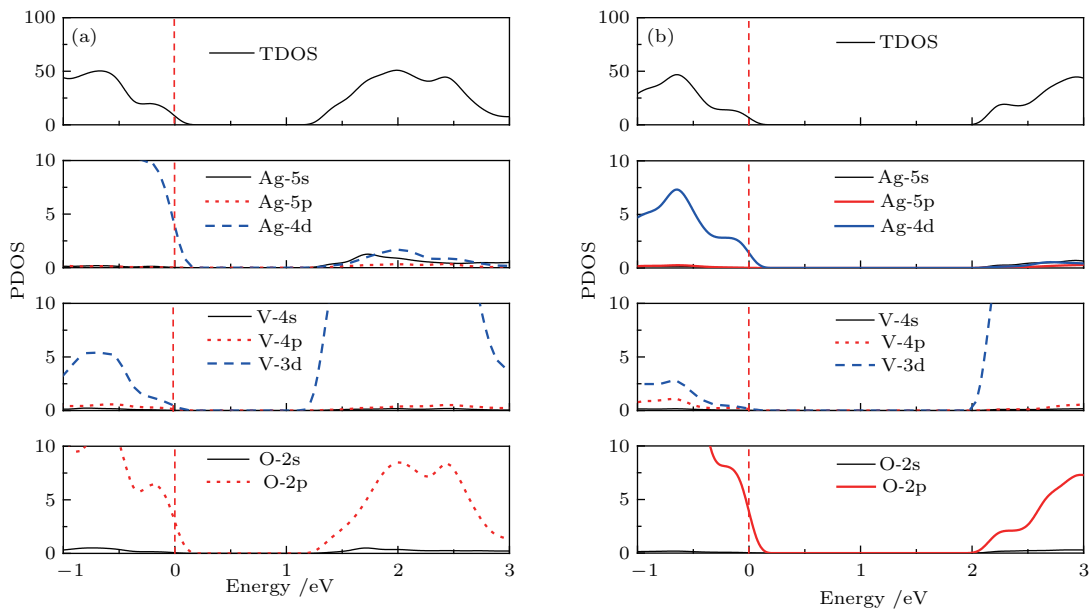 (a)
TDOS
100
50
0
Ag-5s
Ag-5p
Ag-4d
10
5
0
PDOS
V-4s
V-4p
V-3d
10
5
0
O-2s
O-2p
10
5
0
−1 0 1 2 3
Energy /eV
(b)
TDOS
100
50
0
Ag-5s
Ag-5p
Ag-4d
10
5
0
PDOS
V-4s
V-4p
V-3d
10
5
0
O-2s
O-2p
10
5
0
−1 0 1 2 3
Energy /eV